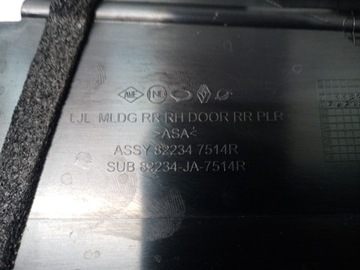 LJL MLDG RR RH DOOR RR PLR
>ASA<
ASSY 82234 7514R
SUB 82234-JA-7514R